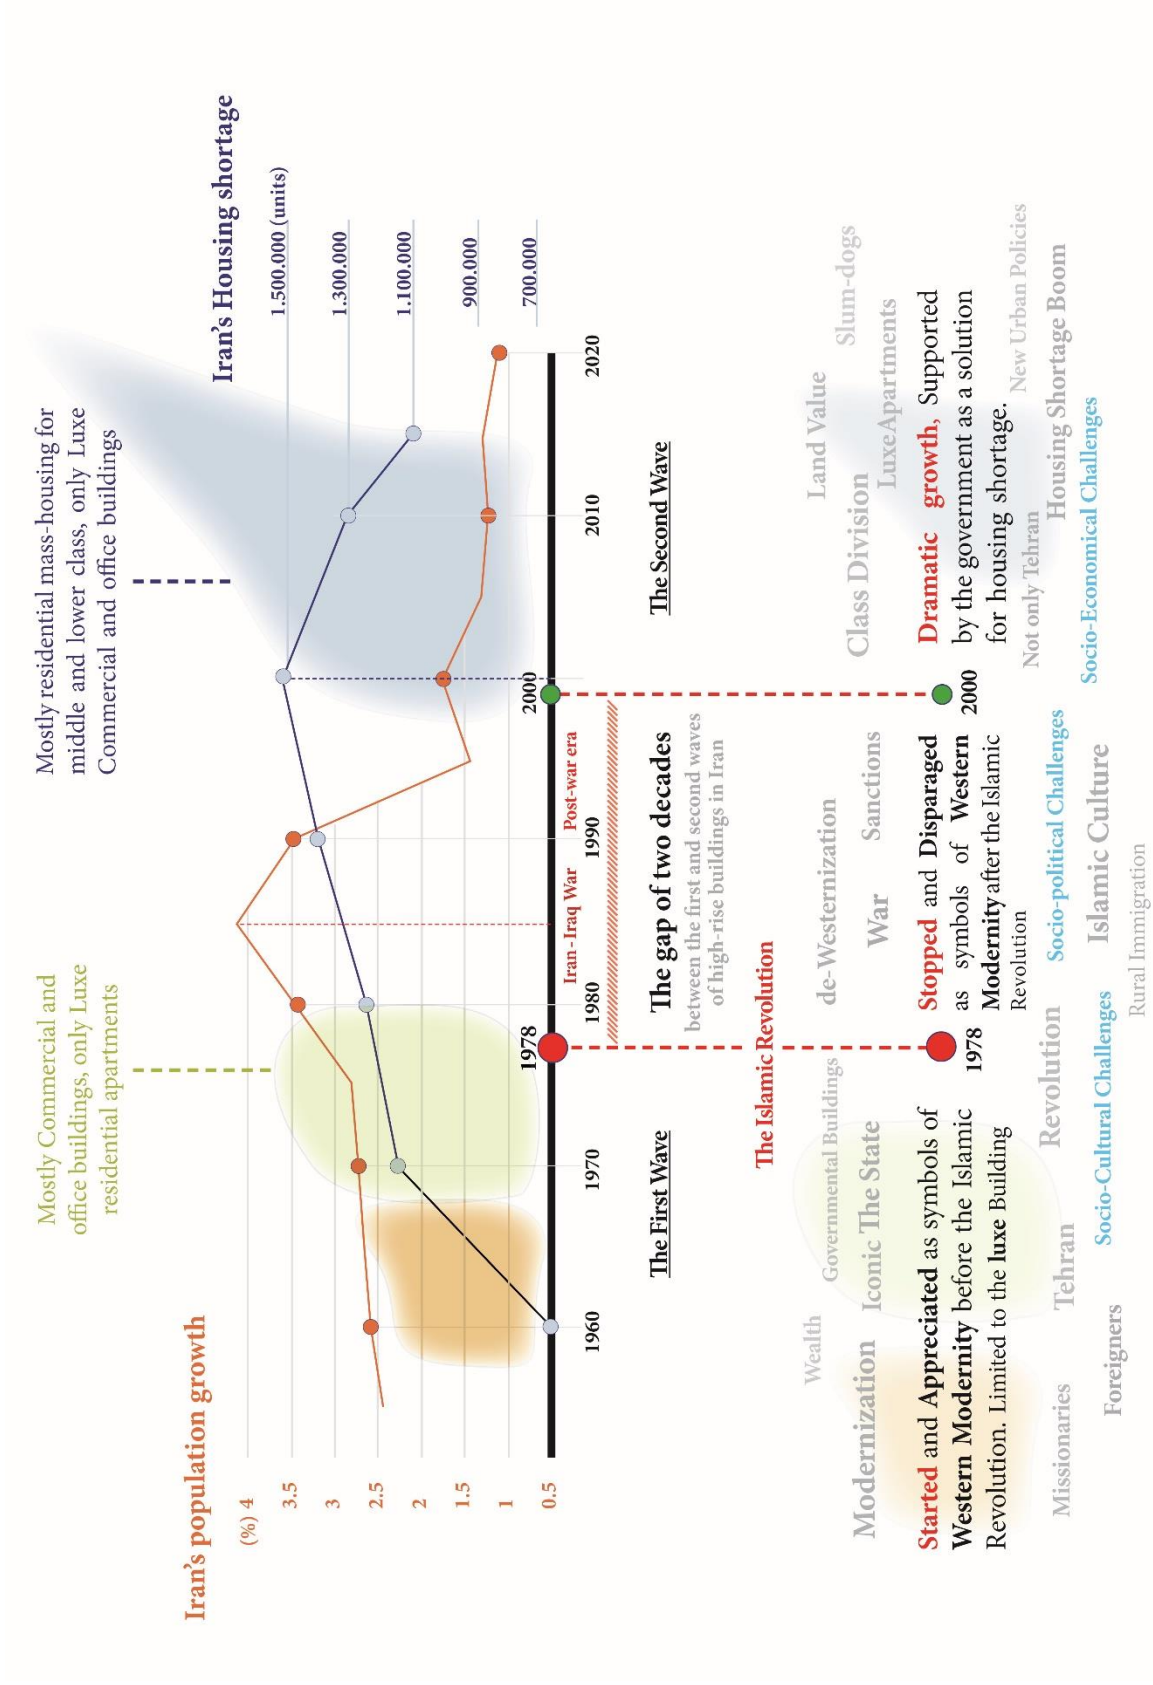 Mostly Commercial and
office buildings, only Luxe
residential apartments
Mostly residential mass-housing for
middle and lower class, only Luxe
Commercial and office buildings
Iran's population growth
Iran's Housing shortage
(%) 4
3.5
3
2.5
2
1.5
1
0.5
1.500.000 (units)
1.300.000
1.100.000
900.000
700.000
1978
2000
1960
1970
1980
1990
2010
2020
Iran - Iraq War
Post-war era
The First Wave
The gap of two decades
between the first and second waves
of high-rise buildings in Iran
The Second Wave
The Islamic Revolution
Wealth
Governmental Buildings
Modernization
Iconic The State
de-Westernization
War
Sanctions
Land Value
Slum-dogs
Class Division
LuxeApartments
Started and Appreciated as symbols of
Western Modernity before the Islamic
Revolution. Limited to the luxe Building
1978
Stopped and Disparaged
as symbols of Western
Modernity after the Islamic
Revolution
2000
Dramatic growth, Supported
by the government as a solution
for housing shortage.
Missionaries
Tehran
Revolution
Foreigners
Socio-Cultural Challenges
Socio-political Challenges
Islamic Culture
Rural Immigration
Not only Tehran
New Urban Policies
Housing Shortage Boom
Socio-Economical Challenges